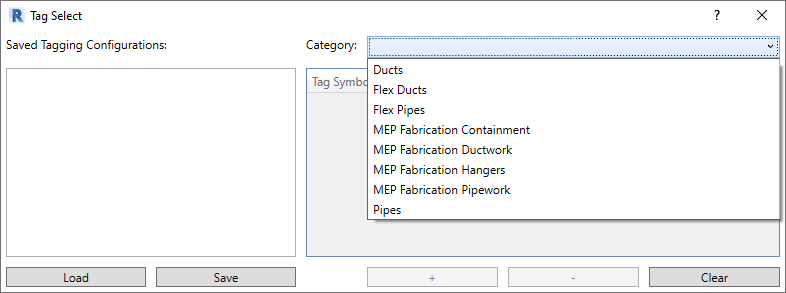 R Tag Select ?
Saved Tagging Configurations:
Category:
Ducts
Tag Symbo
Flex Ducts
Flex Pipes
MEP Fabrication Containment
MEP Fabrication Ductwork
MEP Fabrication Hangers
MEP Fabrication Pipework
Pipes
Load
Save
+
-
Clear